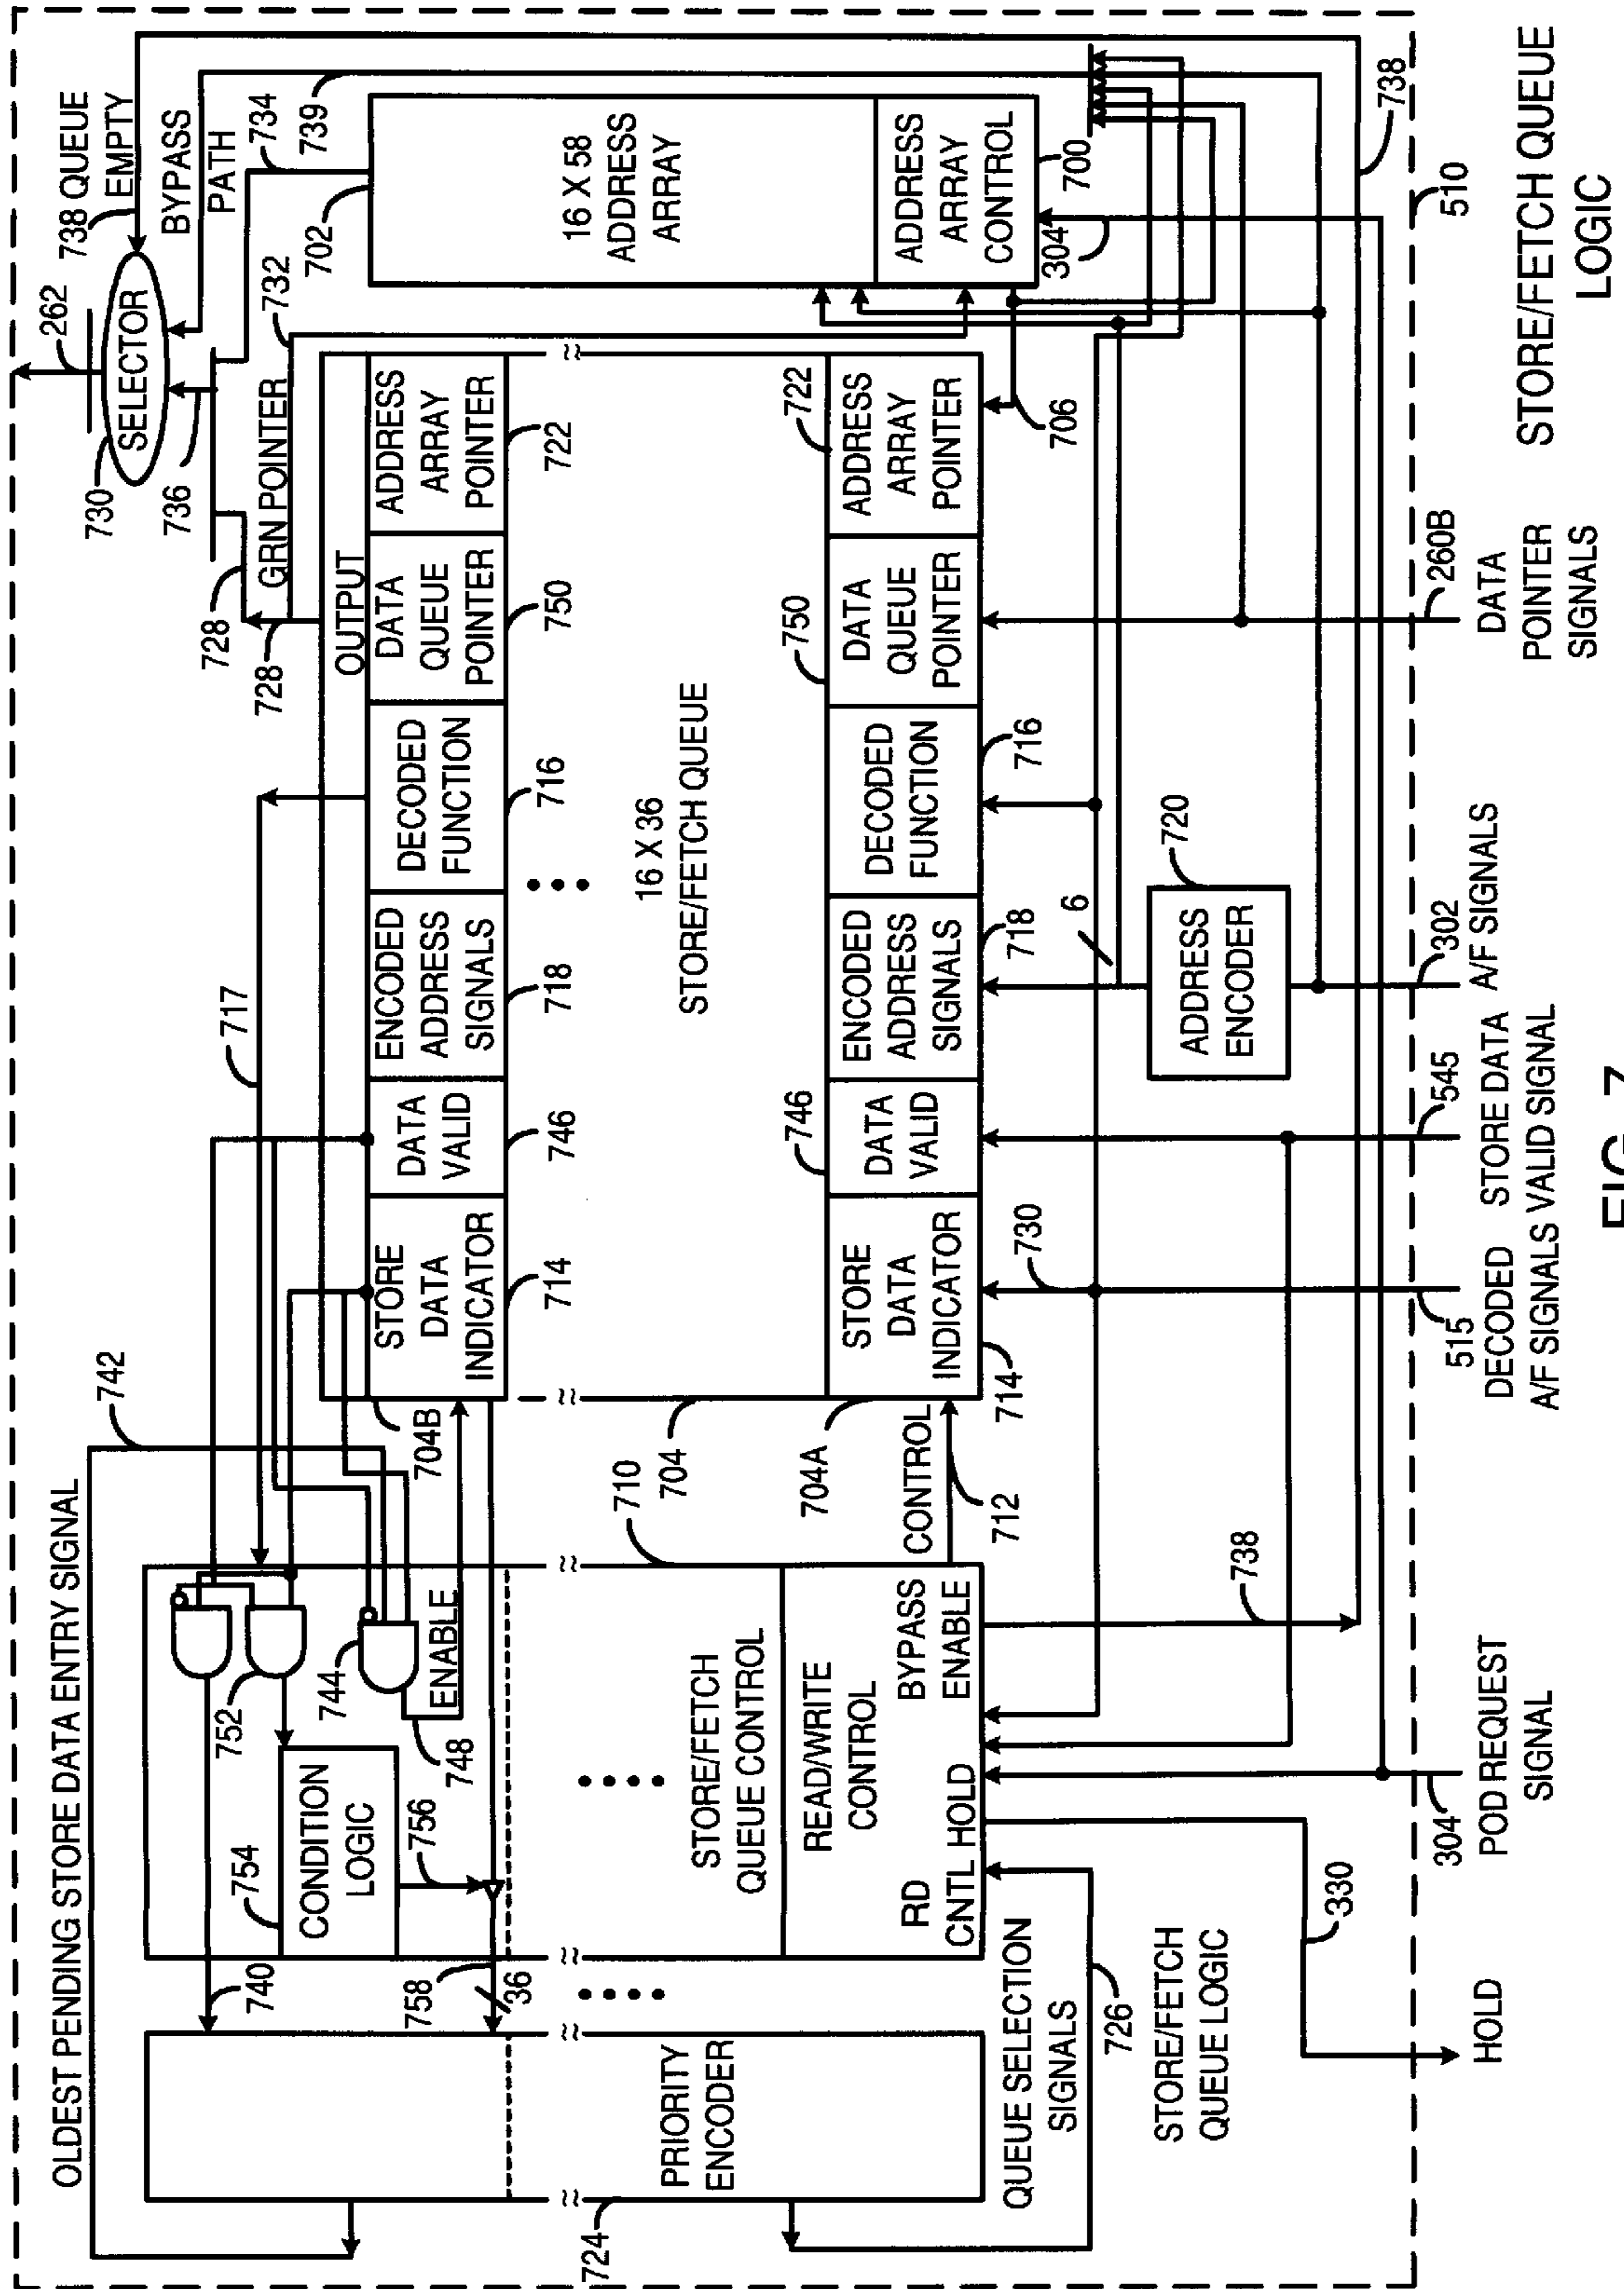 OLDEST PENDING STORE DATA ENTRY SIGNAL
742
717
728
728
GRN POINTER
732
736
730
SELECTOR
262
738 QUEUE
EMPTY
BYPASS
PATH
734
739
702
16 X 58
ADDRESS
ARRAY
ADDRESS
ARRAY
CONTROL
700
304
706
752
744
ENABLE
748
754
CONDITION
LOGIC
756
740
758
36
724
PRIORITY
ENCODER
710
STORE/FETCH
QUEUE CONTROL
READ/WRITE
CONTROL
BYPASS
ENABLE
RD
CNTL
HOLD
CONTROL
712
704B
704
704A
OUTPUT
STORE
DATA
INDICATOR
714
DATA
VALID
746
ENCODED
ADDRESS
SIGNALS
718
DECODED
FUNCTION
716
DATA
QUEUE
POINTER
750
ADDRESS
ARRAY
POINTER
722
16 X 36
STORE/FETCH QUEUE
STORE
DATA
INDICATOR
714
746
DATA
VALID
ENCODED
ADDRESS
SIGNALS
718
DECODED
FUNCTION
716
750
DATA
QUEUE
POINTER
722
ADDRESS
ARRAY
POINTER
730
6
720
ADDRESS
ENCODER
QUEUE SELECTION
SIGNALS
726
STORE/FETCH
QUEUE LOGIC
738
738
510
330
HOLD
304
POD REQUEST
SIGNAL
515
DECODED
A/F SIGNALS
545
STORE DATA
VALID SIGNAL
302
A/F SIGNALS
260B
DATA
POINTER
SIGNALS
STORE/FETCH QUEUE
LOGIC
FIG. 7